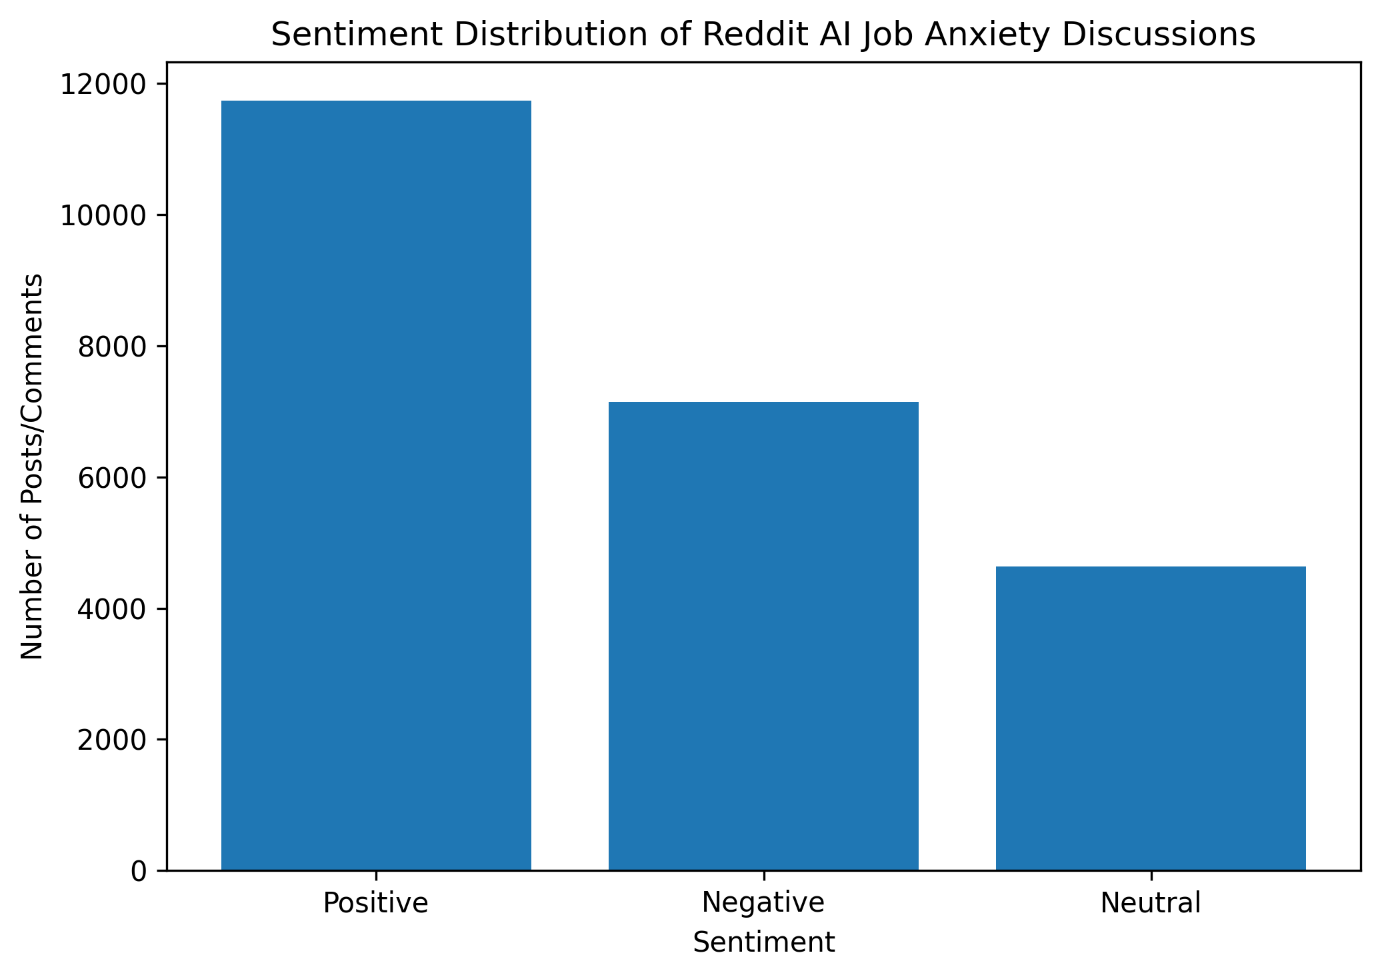 Sentiment Distribution of Reddit AI Job Anxiety Discussions
Number of Posts/Comments
12000
10000
8000
6000
4000
2000
0
Positive
Negative
Neutral
Sentiment